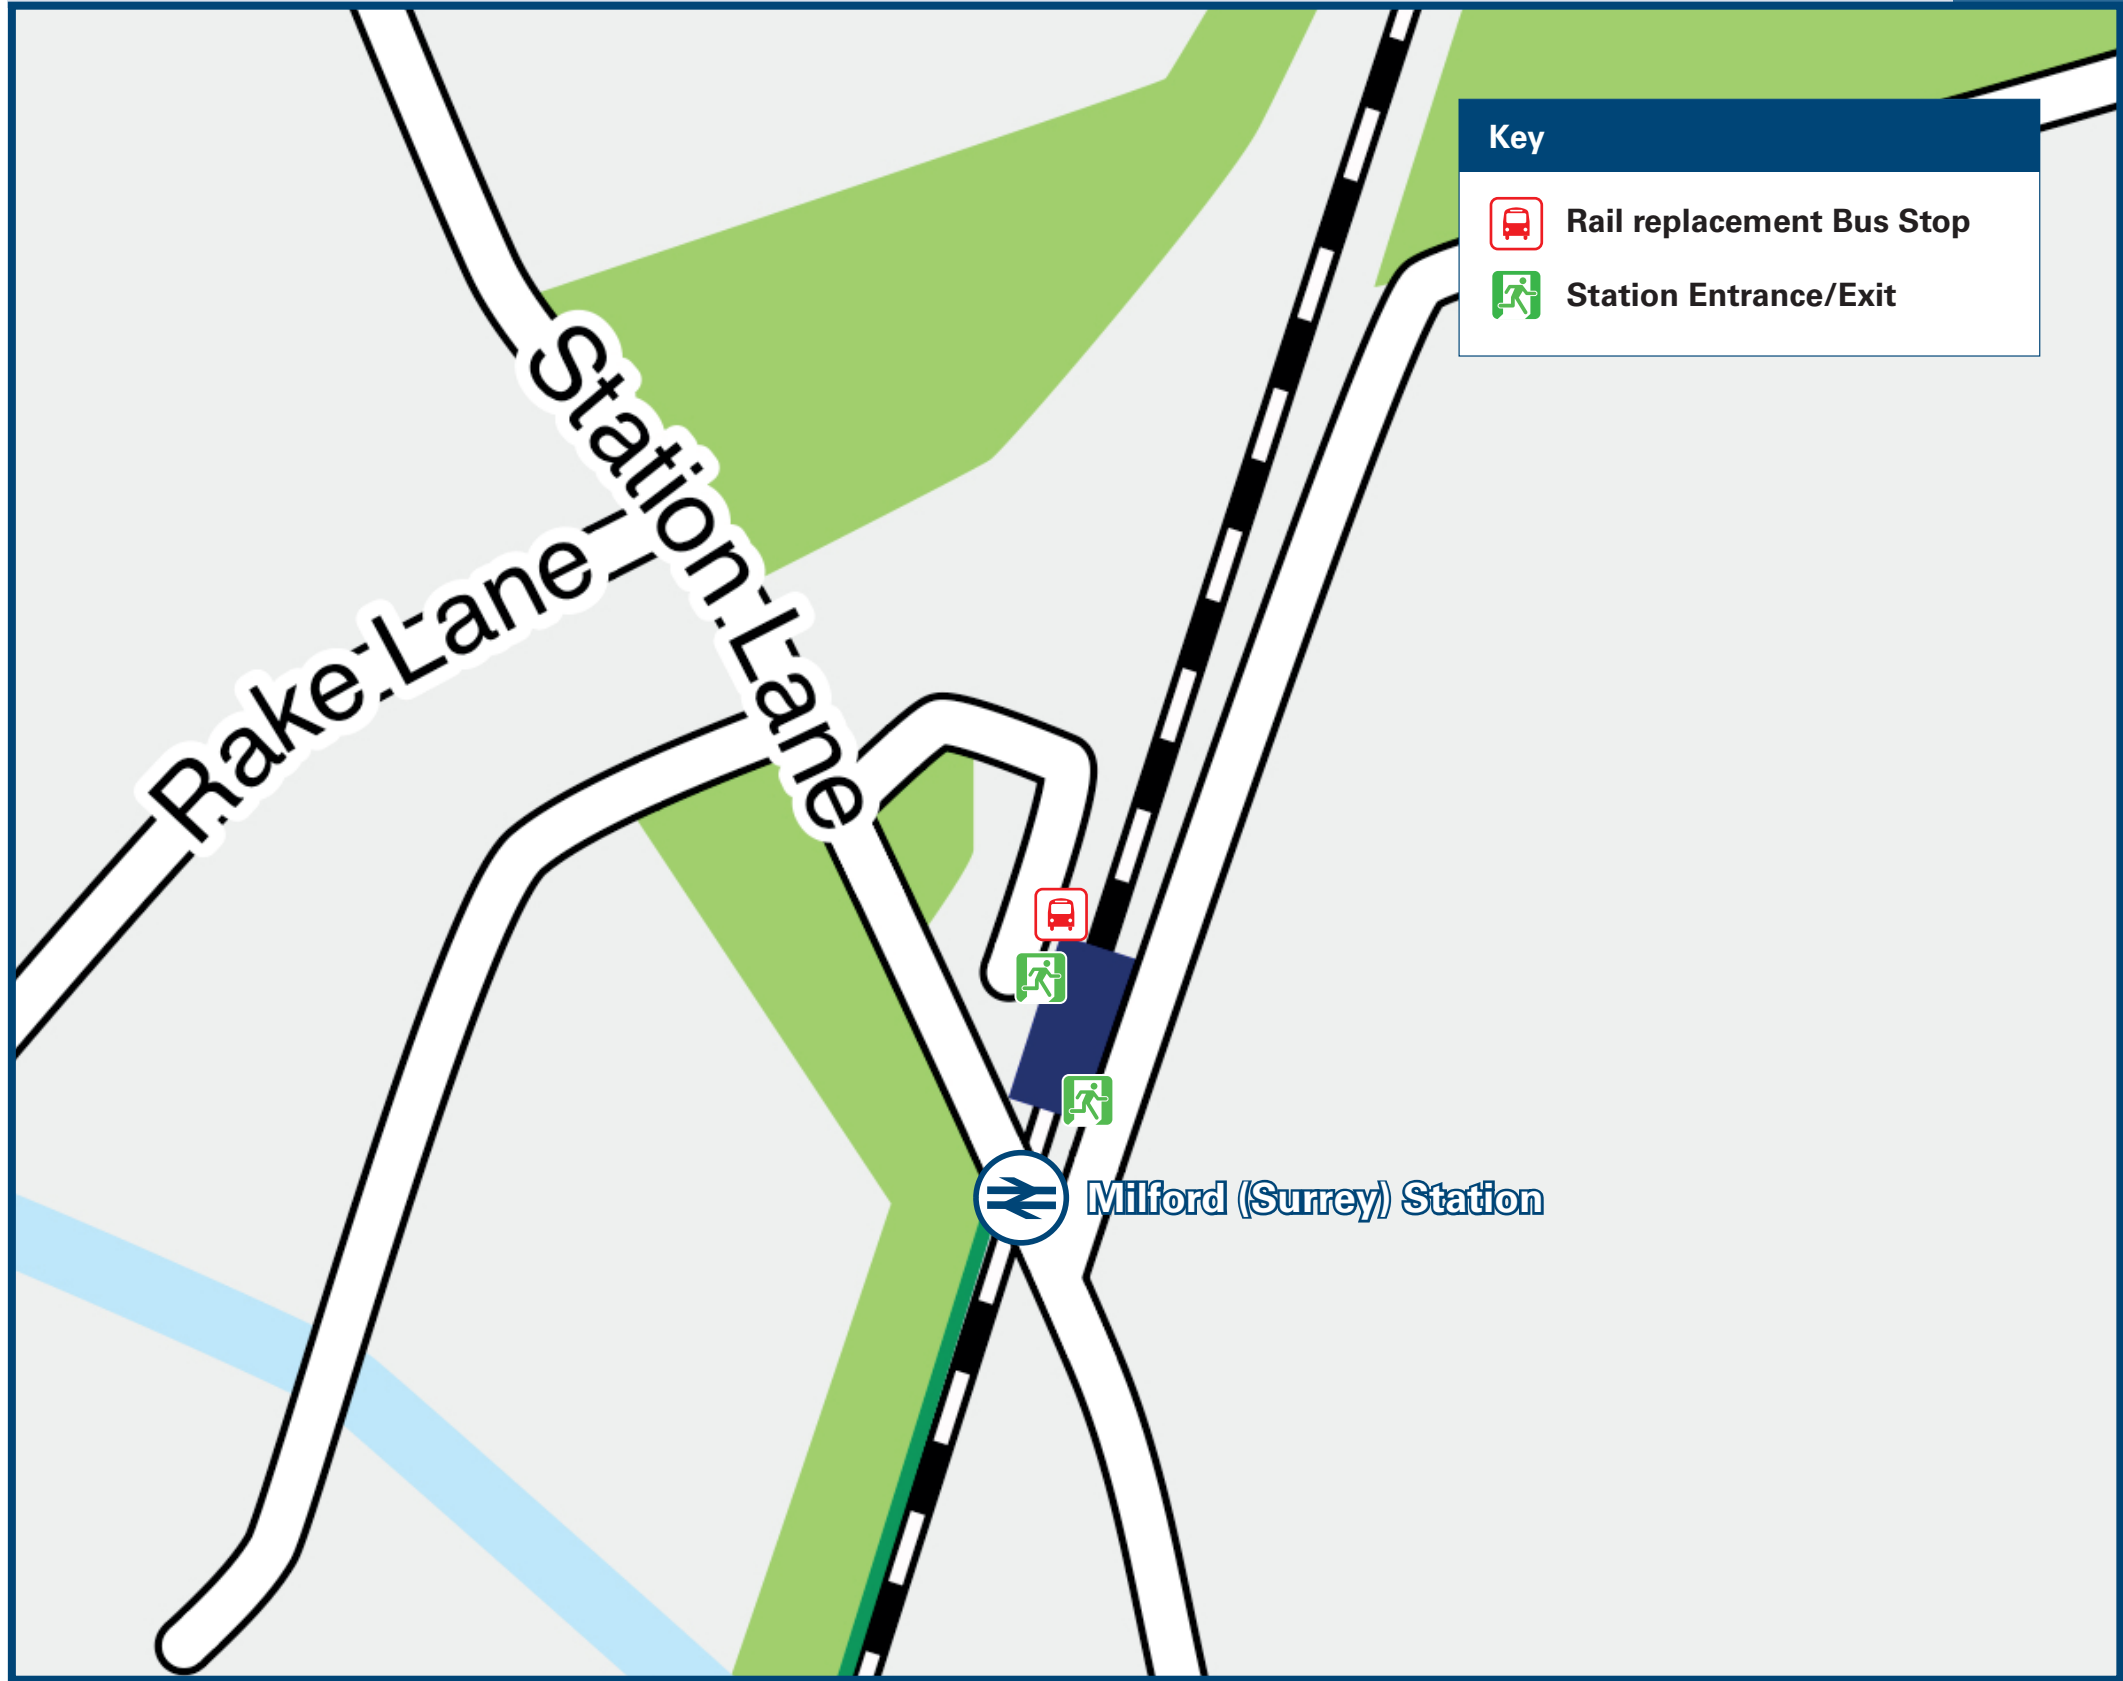 Key
Rail replacement Bus Stop
Station Entrance/Exit
Station Lane
Rake Lane
Milford (Surrey) Station